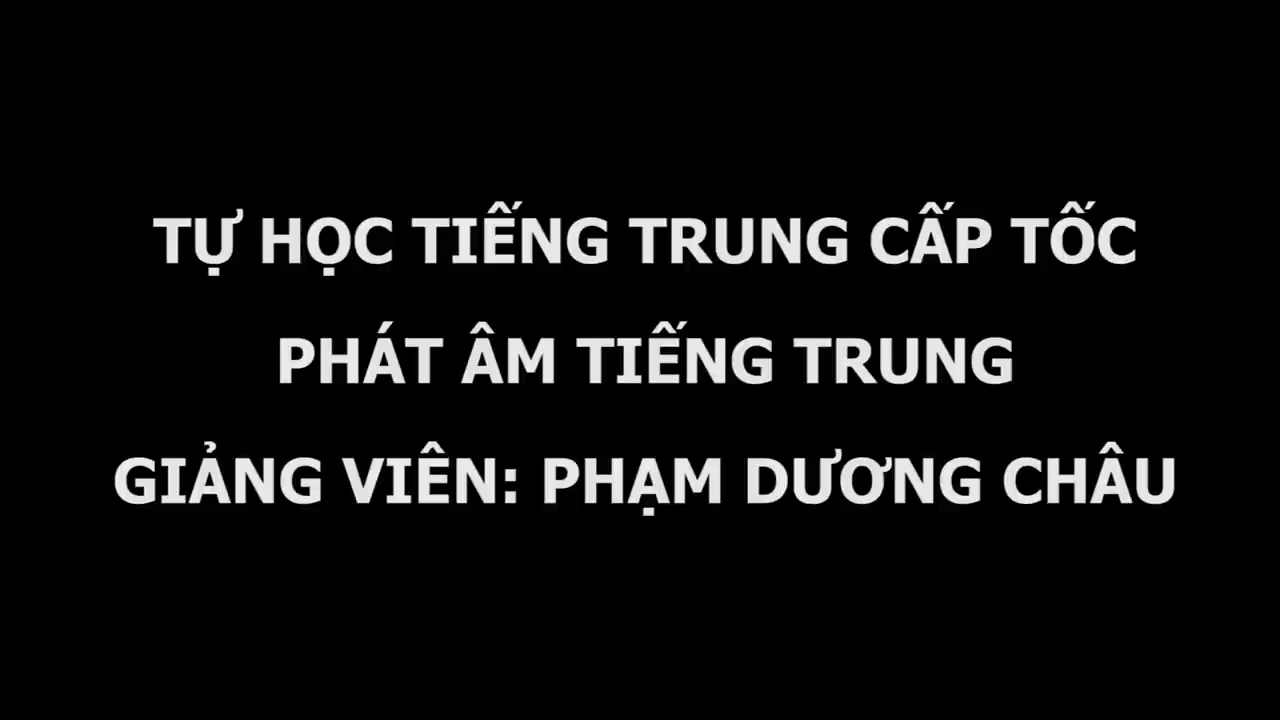 TỰ HỌC TIẾNG TRUNG CẤP TỐC
PHÁT ÂM TIẾNG TRUNG
GIẢNG VIÊN: PHẠM DƯƠNG CHÂU